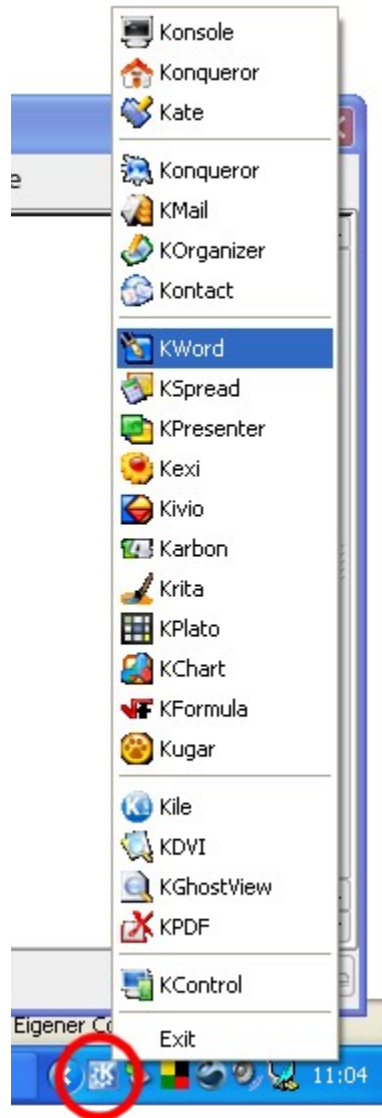 Konsole
Konqueror
Kate
e
Konqueror
KMail
KOrganizer
Kontact
KWord
KSpread
KPresenter
Kexi
Kivio
Karbon
Krita
KPlato
KChart
KFormula
Kugar
Kile
KDVI
KGhostView
KPDF
KControl
Eigener Co
Exit
11:04